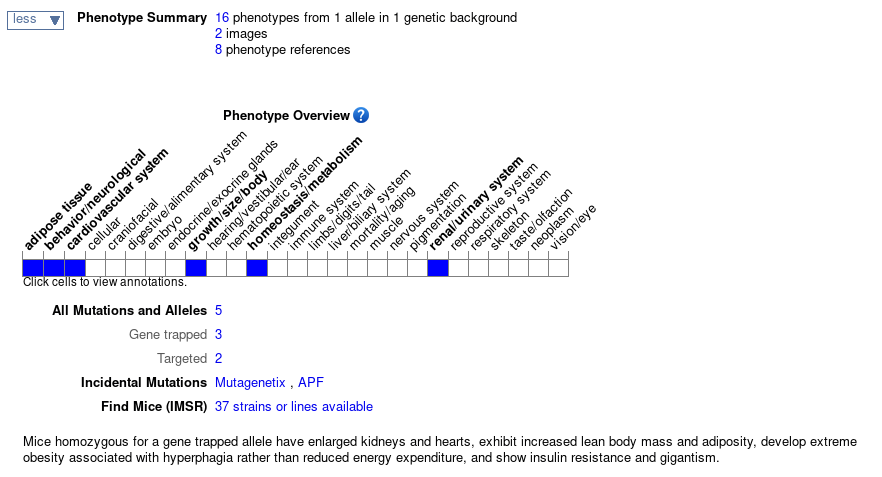 less
Phenotype Summary 16 phenotypes from 1 allele in 1 genetic background
2 images
8 phenotype references
Phenotype Overview ?
adipose tissue
behavior/neurological
cardiovascular system
cellular
craniofacial
digestive/alimentary system
embryo
endocrine/exocrine glands
growth/size/body
hearing/vestibular/ear
hematopoietic system
homeostasis/metabolism
integument
immune system
limbs/digits/tail
liver/biliary system
mortality/aging
muscle
nervous system
pigmentation
renal/urinary system
reproductive system
respiratory system
skeleton
taste/olfaction
neoplasm
vision/eye
Click cells to view annotations.
All Mutations and Alleles 5
Gene trapped 3
Targeted 2
Incidental Mutations Mutagenetix , APF
Find Mice (IMSR) 37 strains or lines available
Mice homozygous for a gene trapped allele have enlarged kidneys and hearts, exhibit increased lean body mass and adiposity, develop extreme
obesity associated with hyperphagia rather than reduced energy expenditure, and show insulin resistance and gigantism.